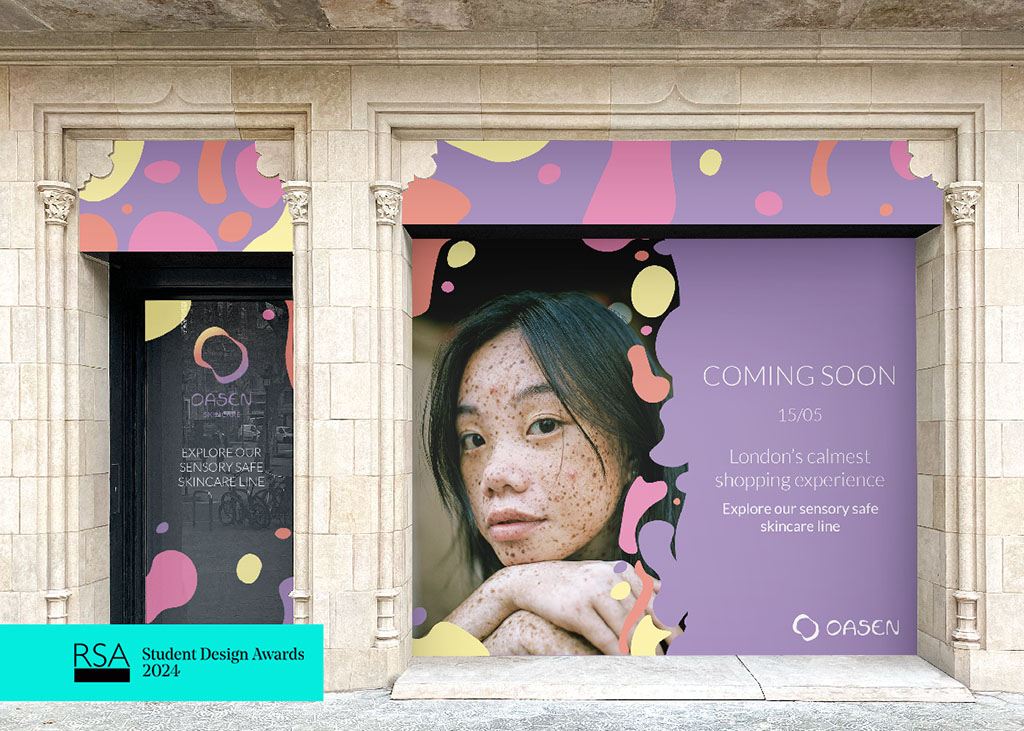 OASEN
SKINCARE
EXPLORE OUR
SENSORY SAFE
SKINCARE LINE
COMING SOON
15/05
London's calmest
shopping experience
Explore our sensory safe
skincare line
OASEN
RSA
Student Design Awards
2024